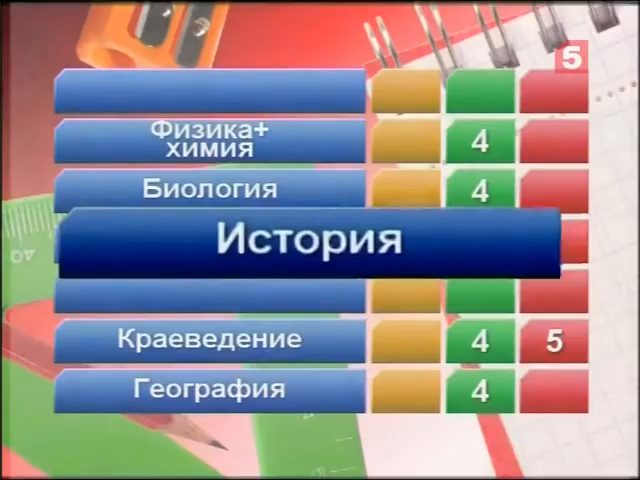 5
Физика+
химия
4
Биология
4
История
Краеведение
4
5
География
4